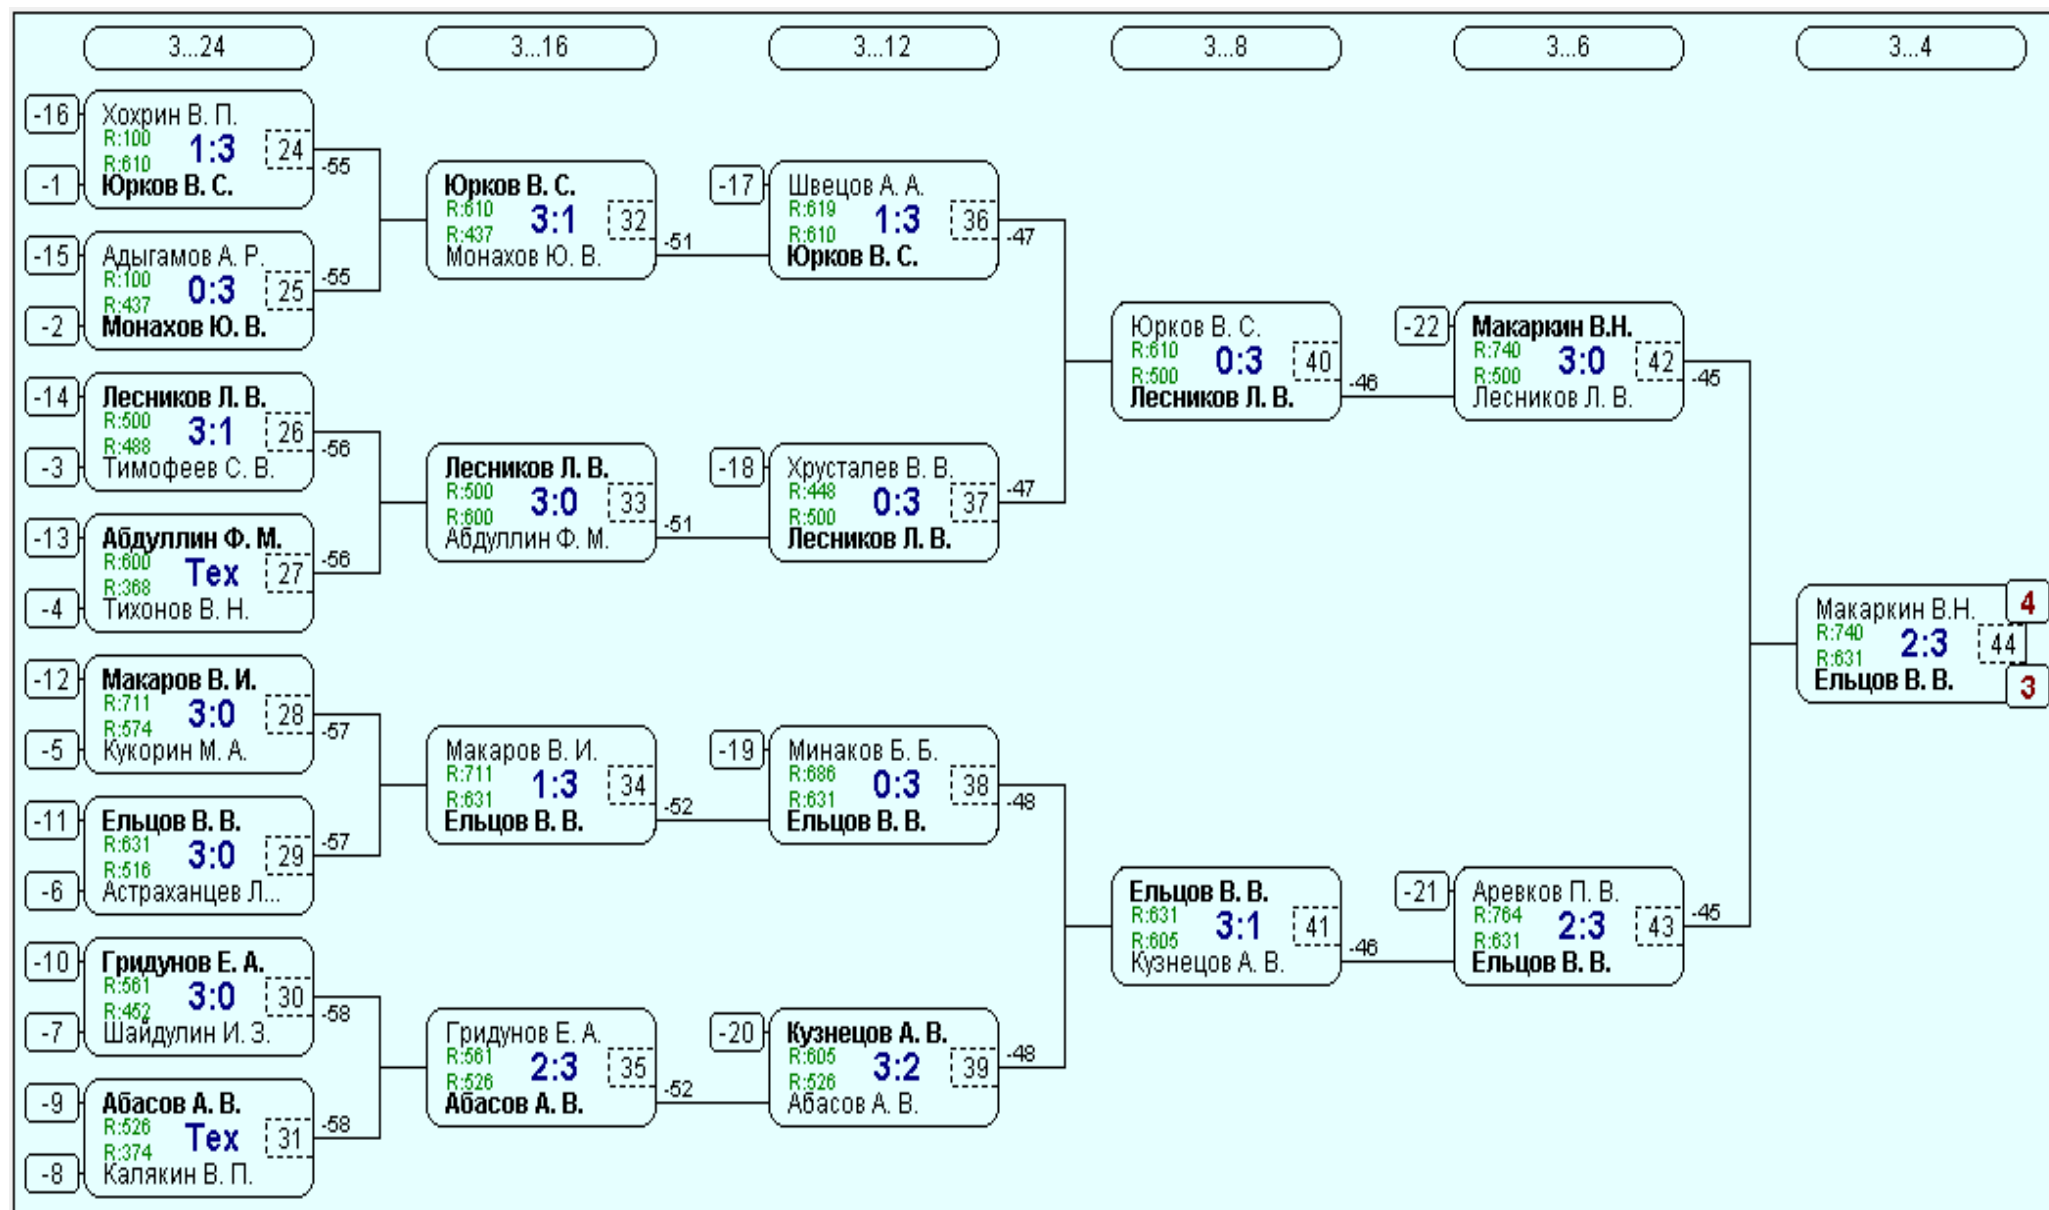 3...24
3...16
3...12
3...8
3...6
3...4
-16
Хохрин В. П.
R:100
1:3
24
R:610
-1
Юрков В. С.
-55
-15
Адыгамов А. Р.
R:100
0:3
25
R:437
-2
Монахов Ю. В.
-55
-14
Лесников Л. В.
R:500
3:1
26
R:488
-3
Тимофеев С. В.
-56
-13
Абдуллин Ф. М.
R:600
Тех
27
R:368
-4
Тихонов В. Н.
-56
-12
Макаров В. И.
R:711
3:0
28
R:574
-5
Кукорин М. А.
-57
-11
Ельцов В. В.
R:631
3:0
29
R:516
-6
Астраханцев Л...
-57
-10
Гридунов Е. А.
R:561
3:0
30
R:452
-7
Шайдулин И. З.
-58
-9
Абасов А. В.
R:526
Тех
31
R:374
-8
Калякин В. П.
-58
Юрков В. С.
R:610
3:1
32
R:437
Монахов Ю. В.
-51
Лесников Л. В.
R:500
3:0
33
R:600
Абдуллин Ф. М.
-51
Макаров В. И.
R:711
1:3
34
R:631
Ельцов В. В.
-52
Гридунов Е. А.
R:561
2:3
35
R:526
Абасов А. В.
-52
-17
Швецов А. А.
R:619
1:3
36
R:610
Юрков В. С.
-47
-18
Хрусталев В. В.
R:448
0:3
37
R:500
Лесников Л. В.
-47
-19
Минаков Б. Б.
R:686
0:3
38
R:631
Ельцов В. В.
-48
-20
Кузнецов А. В.
R:605
3:2
39
R:526
Абасов А. В.
-48
Юрков В. С.
R:610
0:3
40
R:500
Лесников Л. В.
-46
Ельцов В. В.
R:631
3:1
41
R:605
Кузнецов А. В.
-46
-22
Макаркин В.Н.
R:740
3:0
42
R:500
Лесников Л. В.
-45
-21
Аревков П. В.
R:764
2:3
43
R:631
Ельцов В. В.
-45
Макаркин В.Н.
4
R:740
2:3
44
R:631
Ельцов В. В.
3